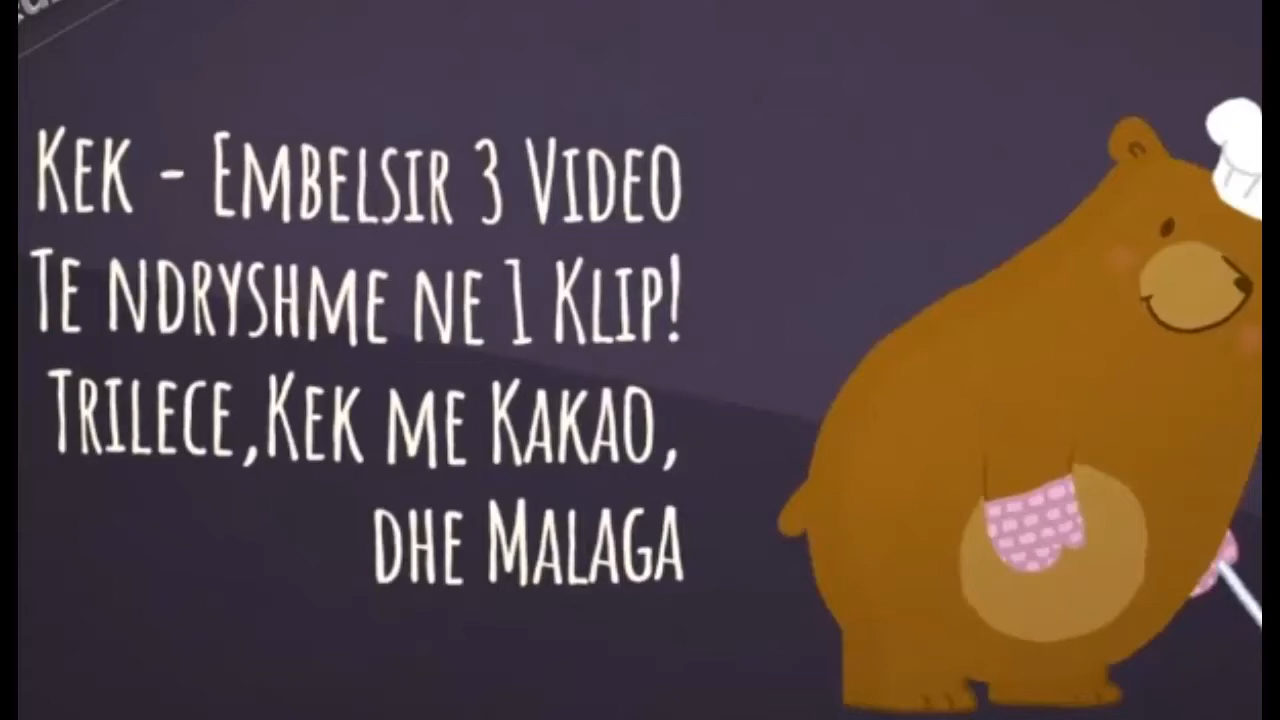 Kek - Embelsir 3 Video
Te ndryshme ne 1 Klip!
Trilece,Kek me Kakao,
dhe Malaga